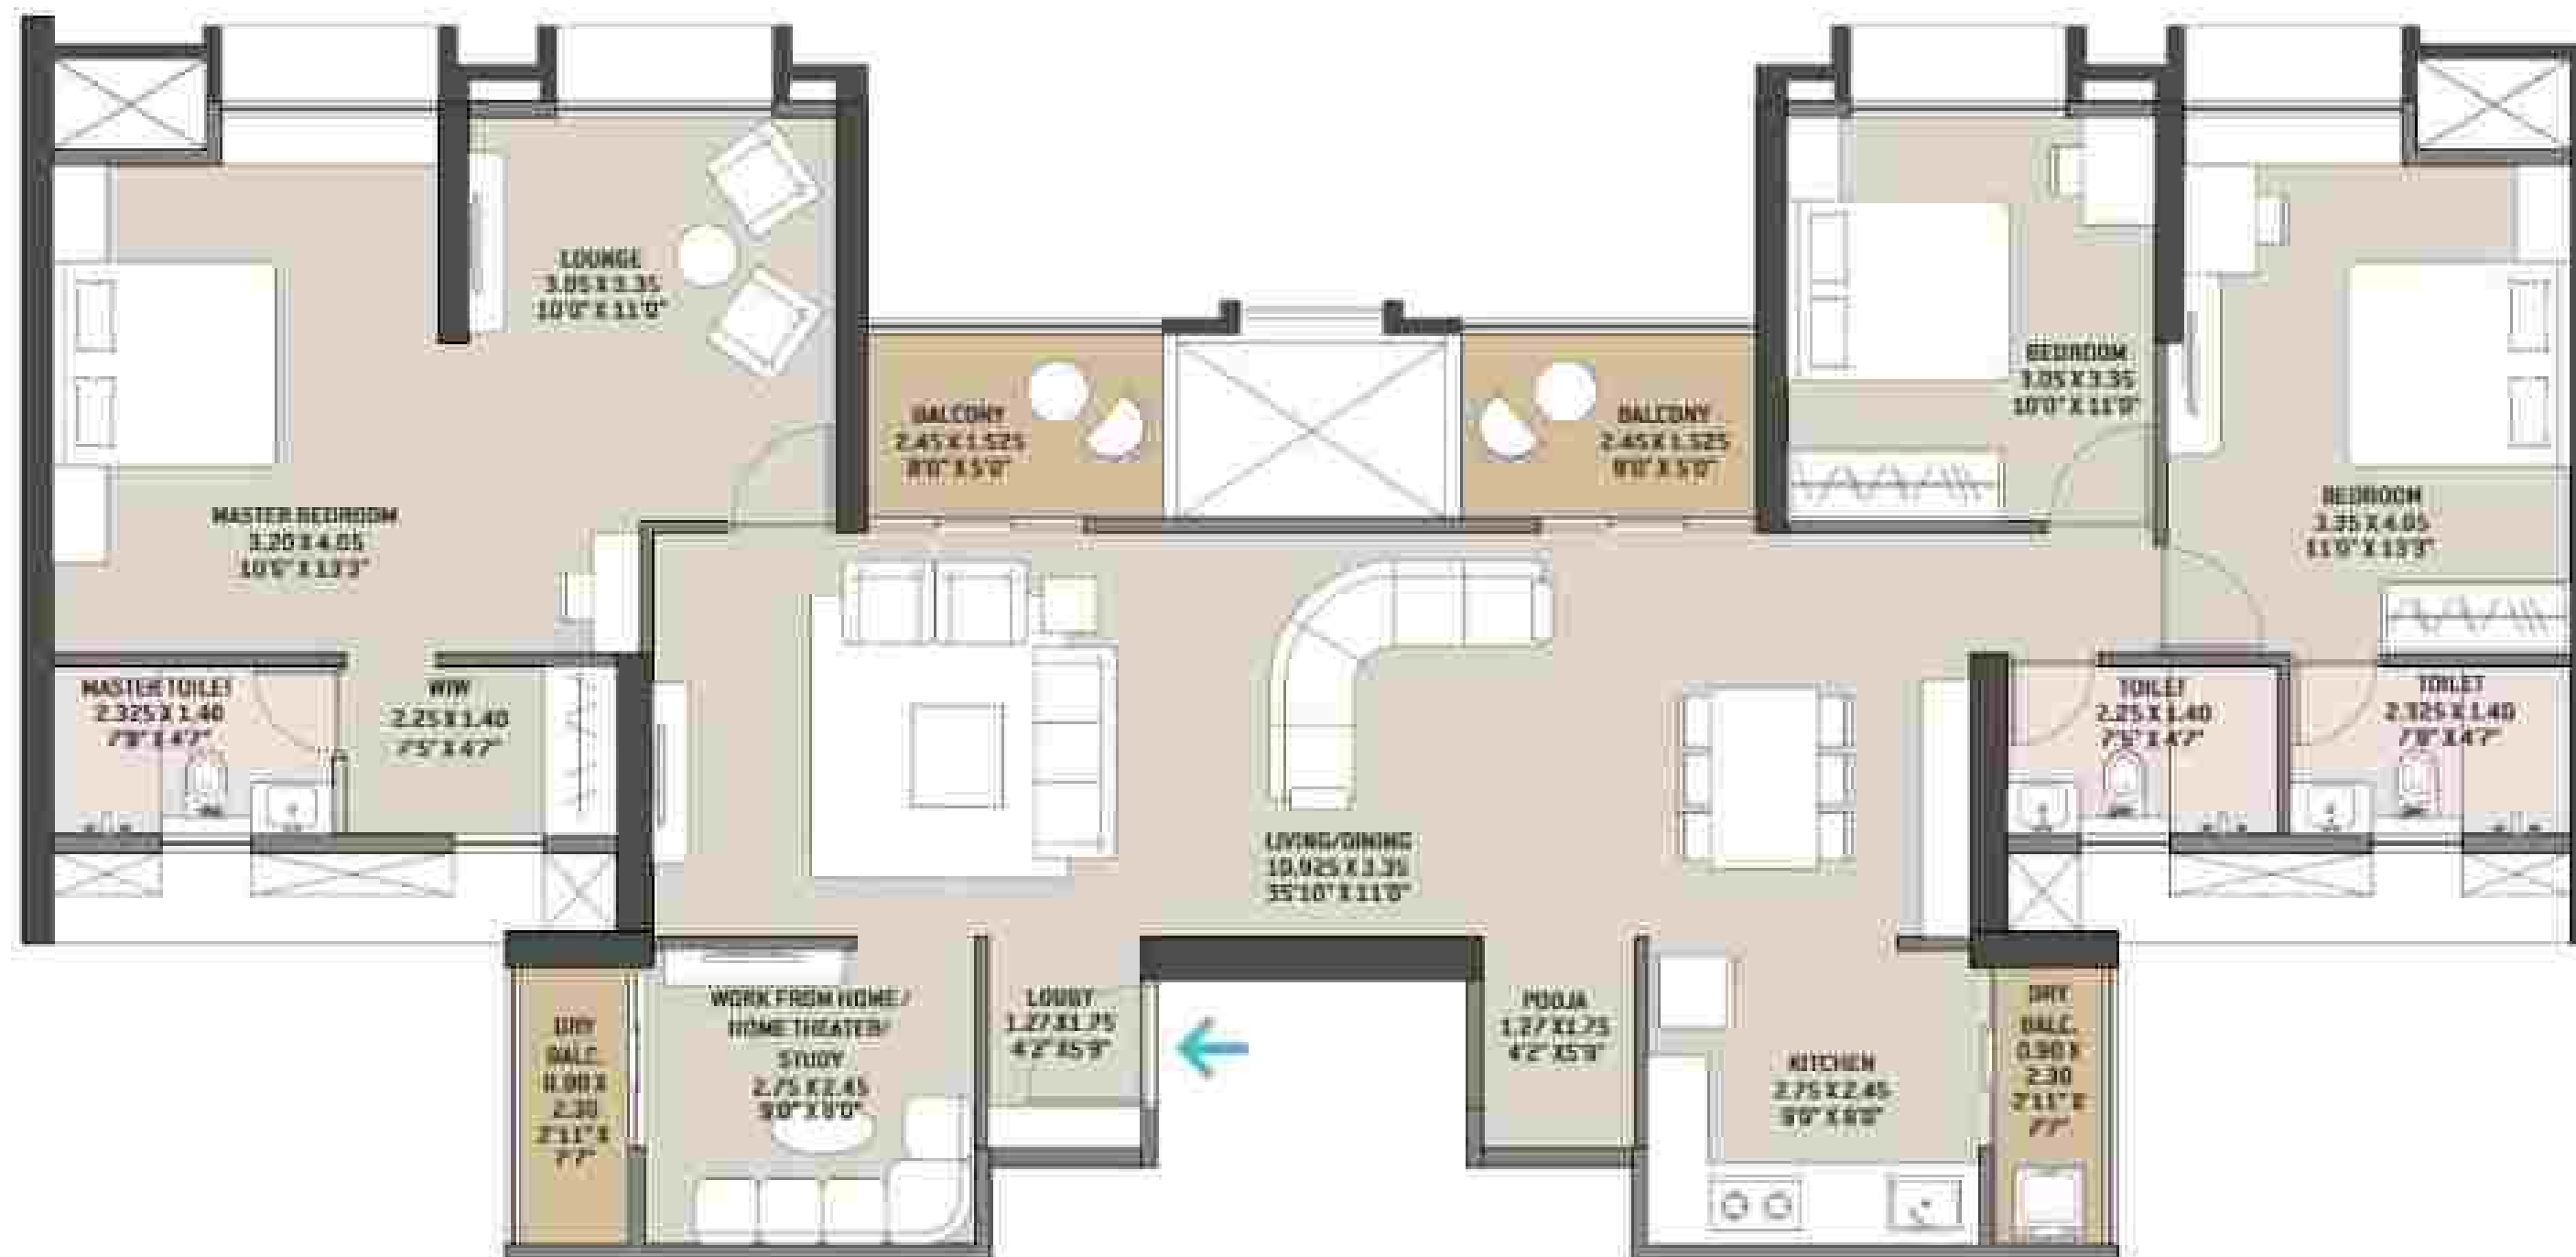 LOUNGE
3.05 X 3.35
10'0" X 11'0"
BALCONY
2.45 X 1.525
8'0" X 5'0"
BALCONY
2.45 X 1.525
8'0" X 5'0"
BEDROOM
3.05 X 3.35
10'0" X 11'0"
MASTER BEDROOM
3.20 X 4.05
10'6" X 13'3"
BEDROOM
3.35 X 4.05
11'0" X 13'3"
MASTER TOILET
2.325 X 1.40
7'8" X 4'7"
WIW
2.25 X 1.40
7'5" X 4'7"
TOILET
2.25 X 1.40
7'5" X 4'7"
TOILET
2.325 X 1.40
7'8" X 4'7"
LIVING/DINING
10.925 X 3.35
35'10" X 11'0"
DRY
BALC.
0.90 X
2.30
2'11" X
7'7"
WORK FROM HOME/
HOME THEATER/
STUDY
2.75 X 2.45
9'0" X 8'0"
LOBBY
1.27 X 1.75
4'2" X 5'9"
POOJA
1.27 X 1.75
4'2" X 5'9"
KITCHEN
2.75 X 2.45
9'0" X 8'0"
DRY
BALC.
0.90 X
2.30
2'11" X
7'7"